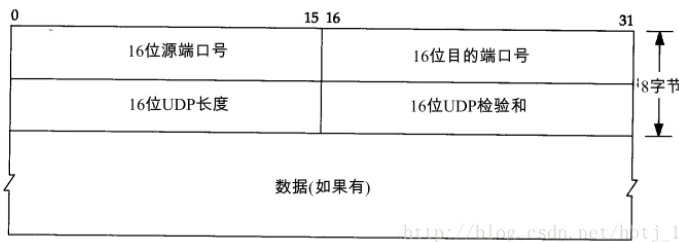 0 15 16 31
16位源端口号 16位目的端口号
8字节
16位UDP长度 16位UDP检验和
数据(如果有)
http://blog.csdn.net/hotj_l